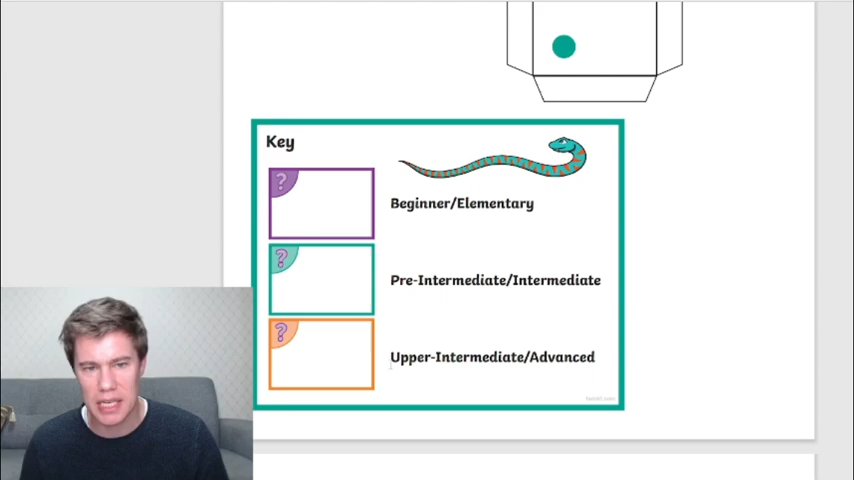 Key
?
Beginner/Elementary
?
Pre-Intermediate/Intermediate
?
Upper-Intermediate/Advanced